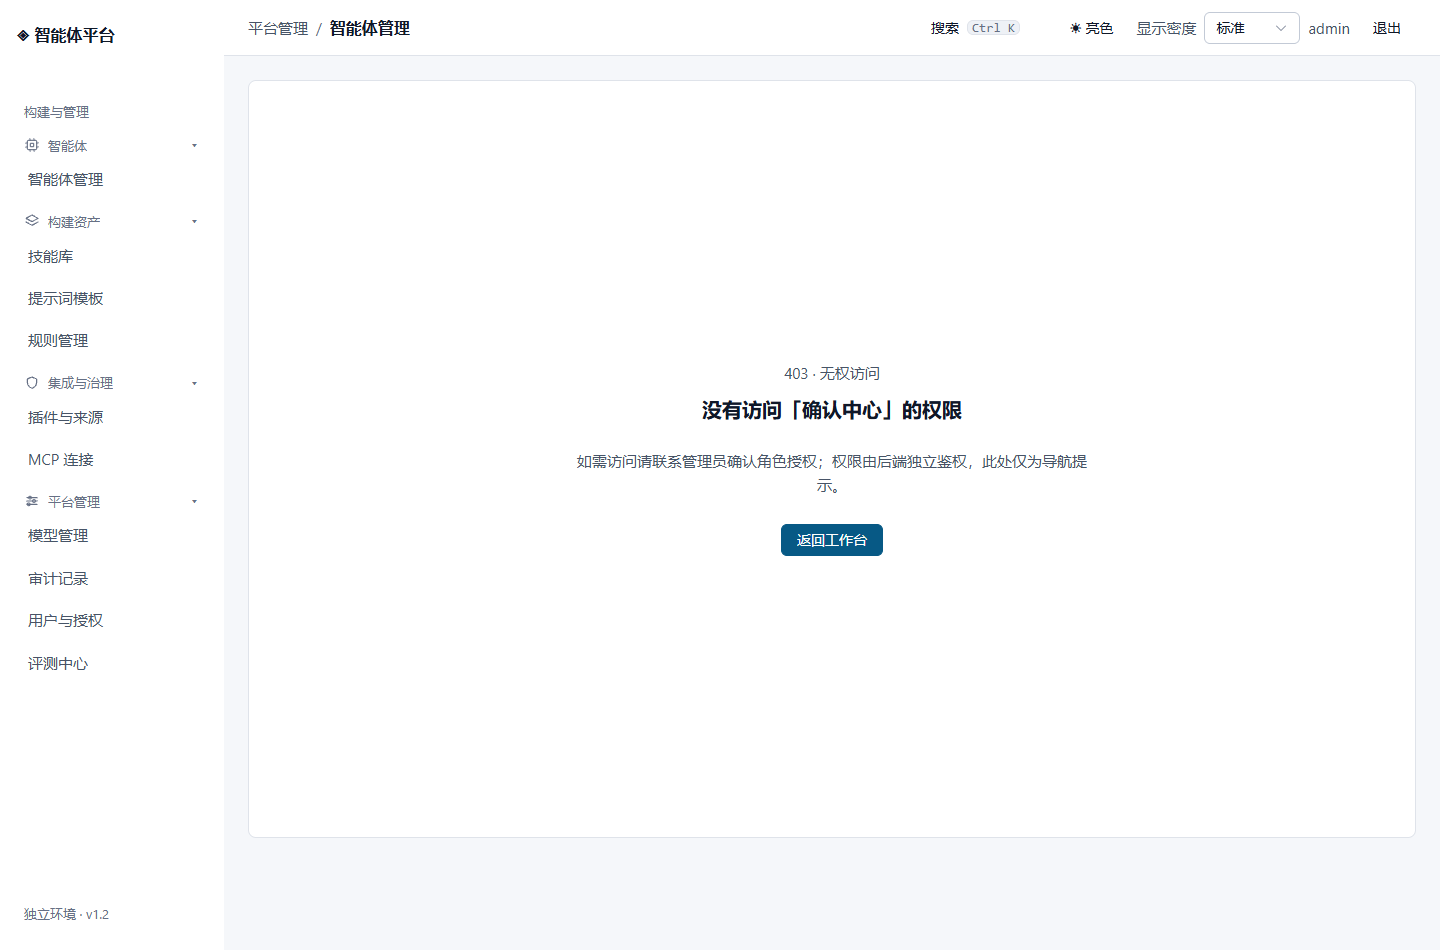 ◈ 智能体平台
平台管理 / 智能体管理
搜索 Ctrl K
☀ 亮色
显示密度
标准
admin
退出
构建与管理
智能体
智能体管理
构建资产
技能库
提示词模板
规则管理
集成与治理
插件与来源
MCP 连接
平台管理
模型管理
审计记录
用户与授权
评测中心
独立环境 · v1.2
403 · 无权访问
没有访问「确认中心」的权限
如需访问请联系管理员确认角色授权；权限由后端独立鉴权，此处仅为导航提
示。
返回工作台